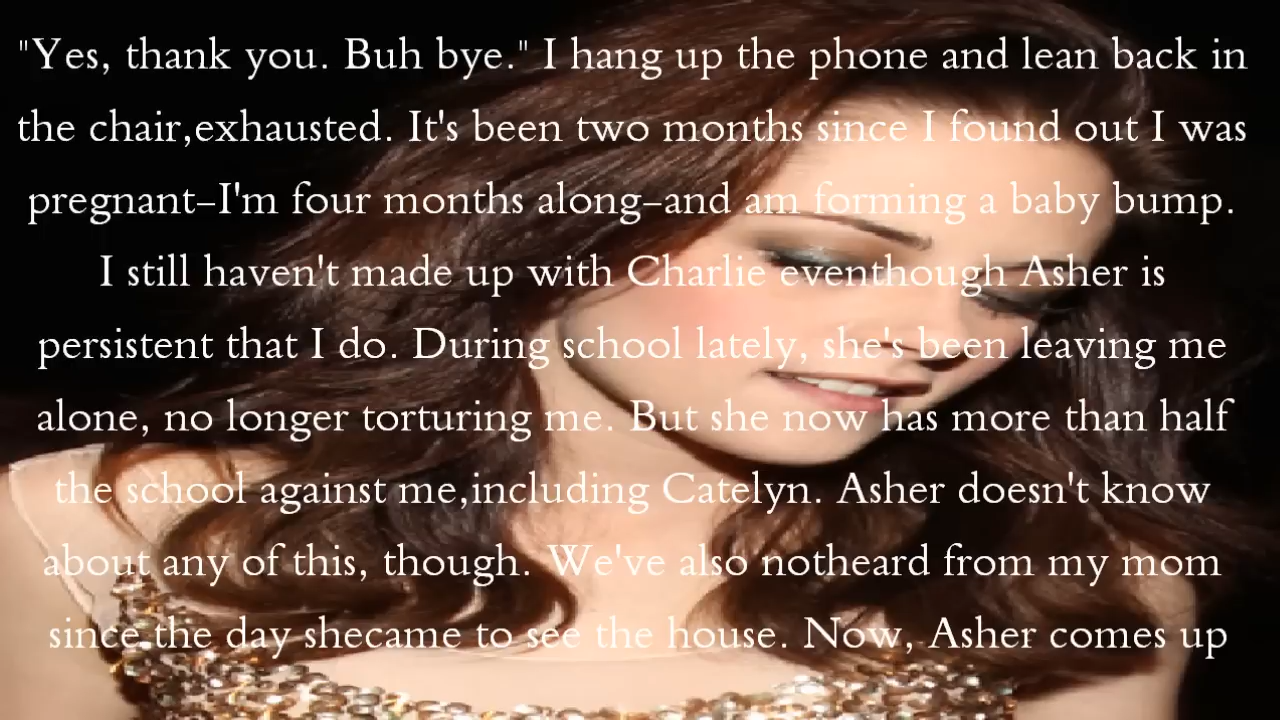 "Yes, thank you. Buh bye." I hang up the phone and lean back in
the chair,exhausted. It's been two months since I found out I was
pregnant–I'm four months along–and am forming a baby bump.
I still haven't made up with Charlie eventhough Asher is
persistent that I do. During school lately, she's been leaving me
alone, no longer torturing me. But she now has more than half
the school against me,including Catelyn. Asher doesn't know
about any of this, though. We've also notheard from my mom
since the day shecame to see the house. Now, Asher comes up